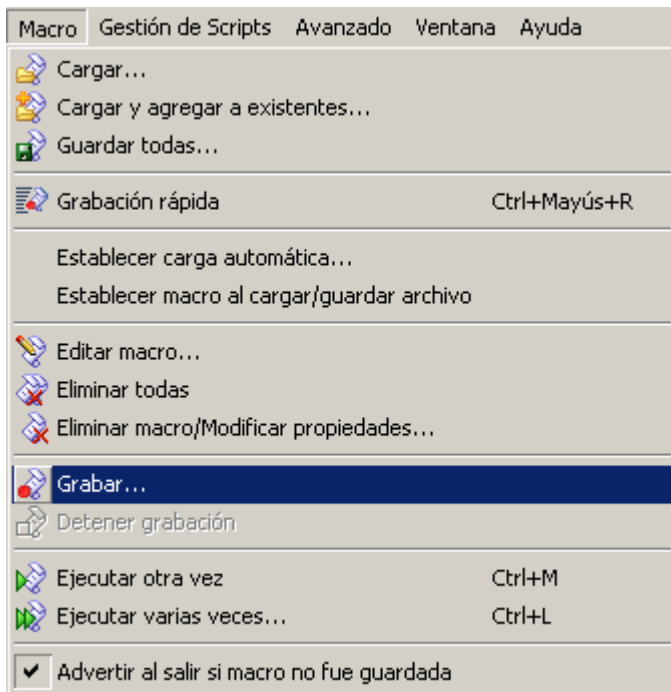 Macro Gestión de Scripts Avanzado Ventana Ayuda
Cargar...
Cargar y agregar a existentes...
Guardar todas...
Grabación rápida Ctrl+Mayús+R
Establecer carga automática...
Establecer macro al cargar/guardar archivo
Editar macro...
Eliminar todas
Eliminar macro/Modificar propiedades...
Grabar...
Detener grabación
Ejecutar otra vez Ctrl+M
Ejecutar varias veces... Ctrl+L
Advertir al salir si macro no fue guardada